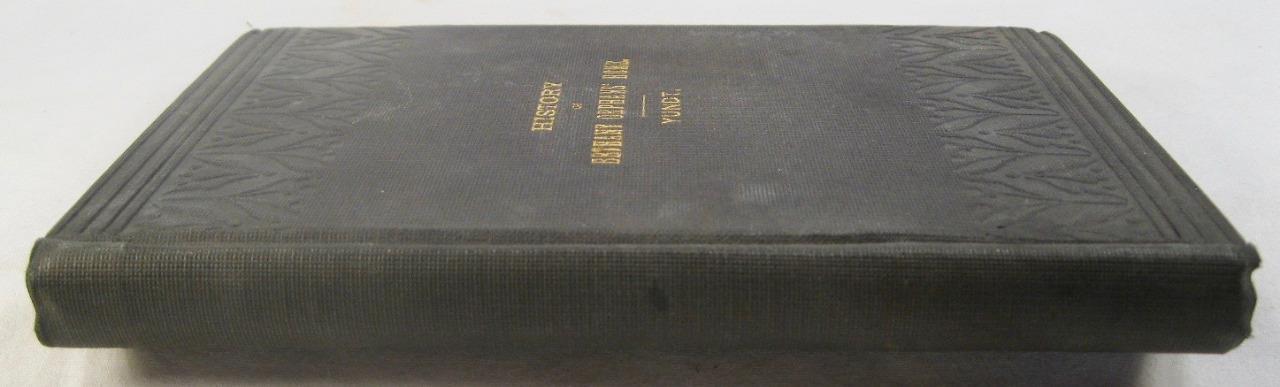 HISTORY
OF
BETHANY ORPHANS' HOME.
YUNDT.